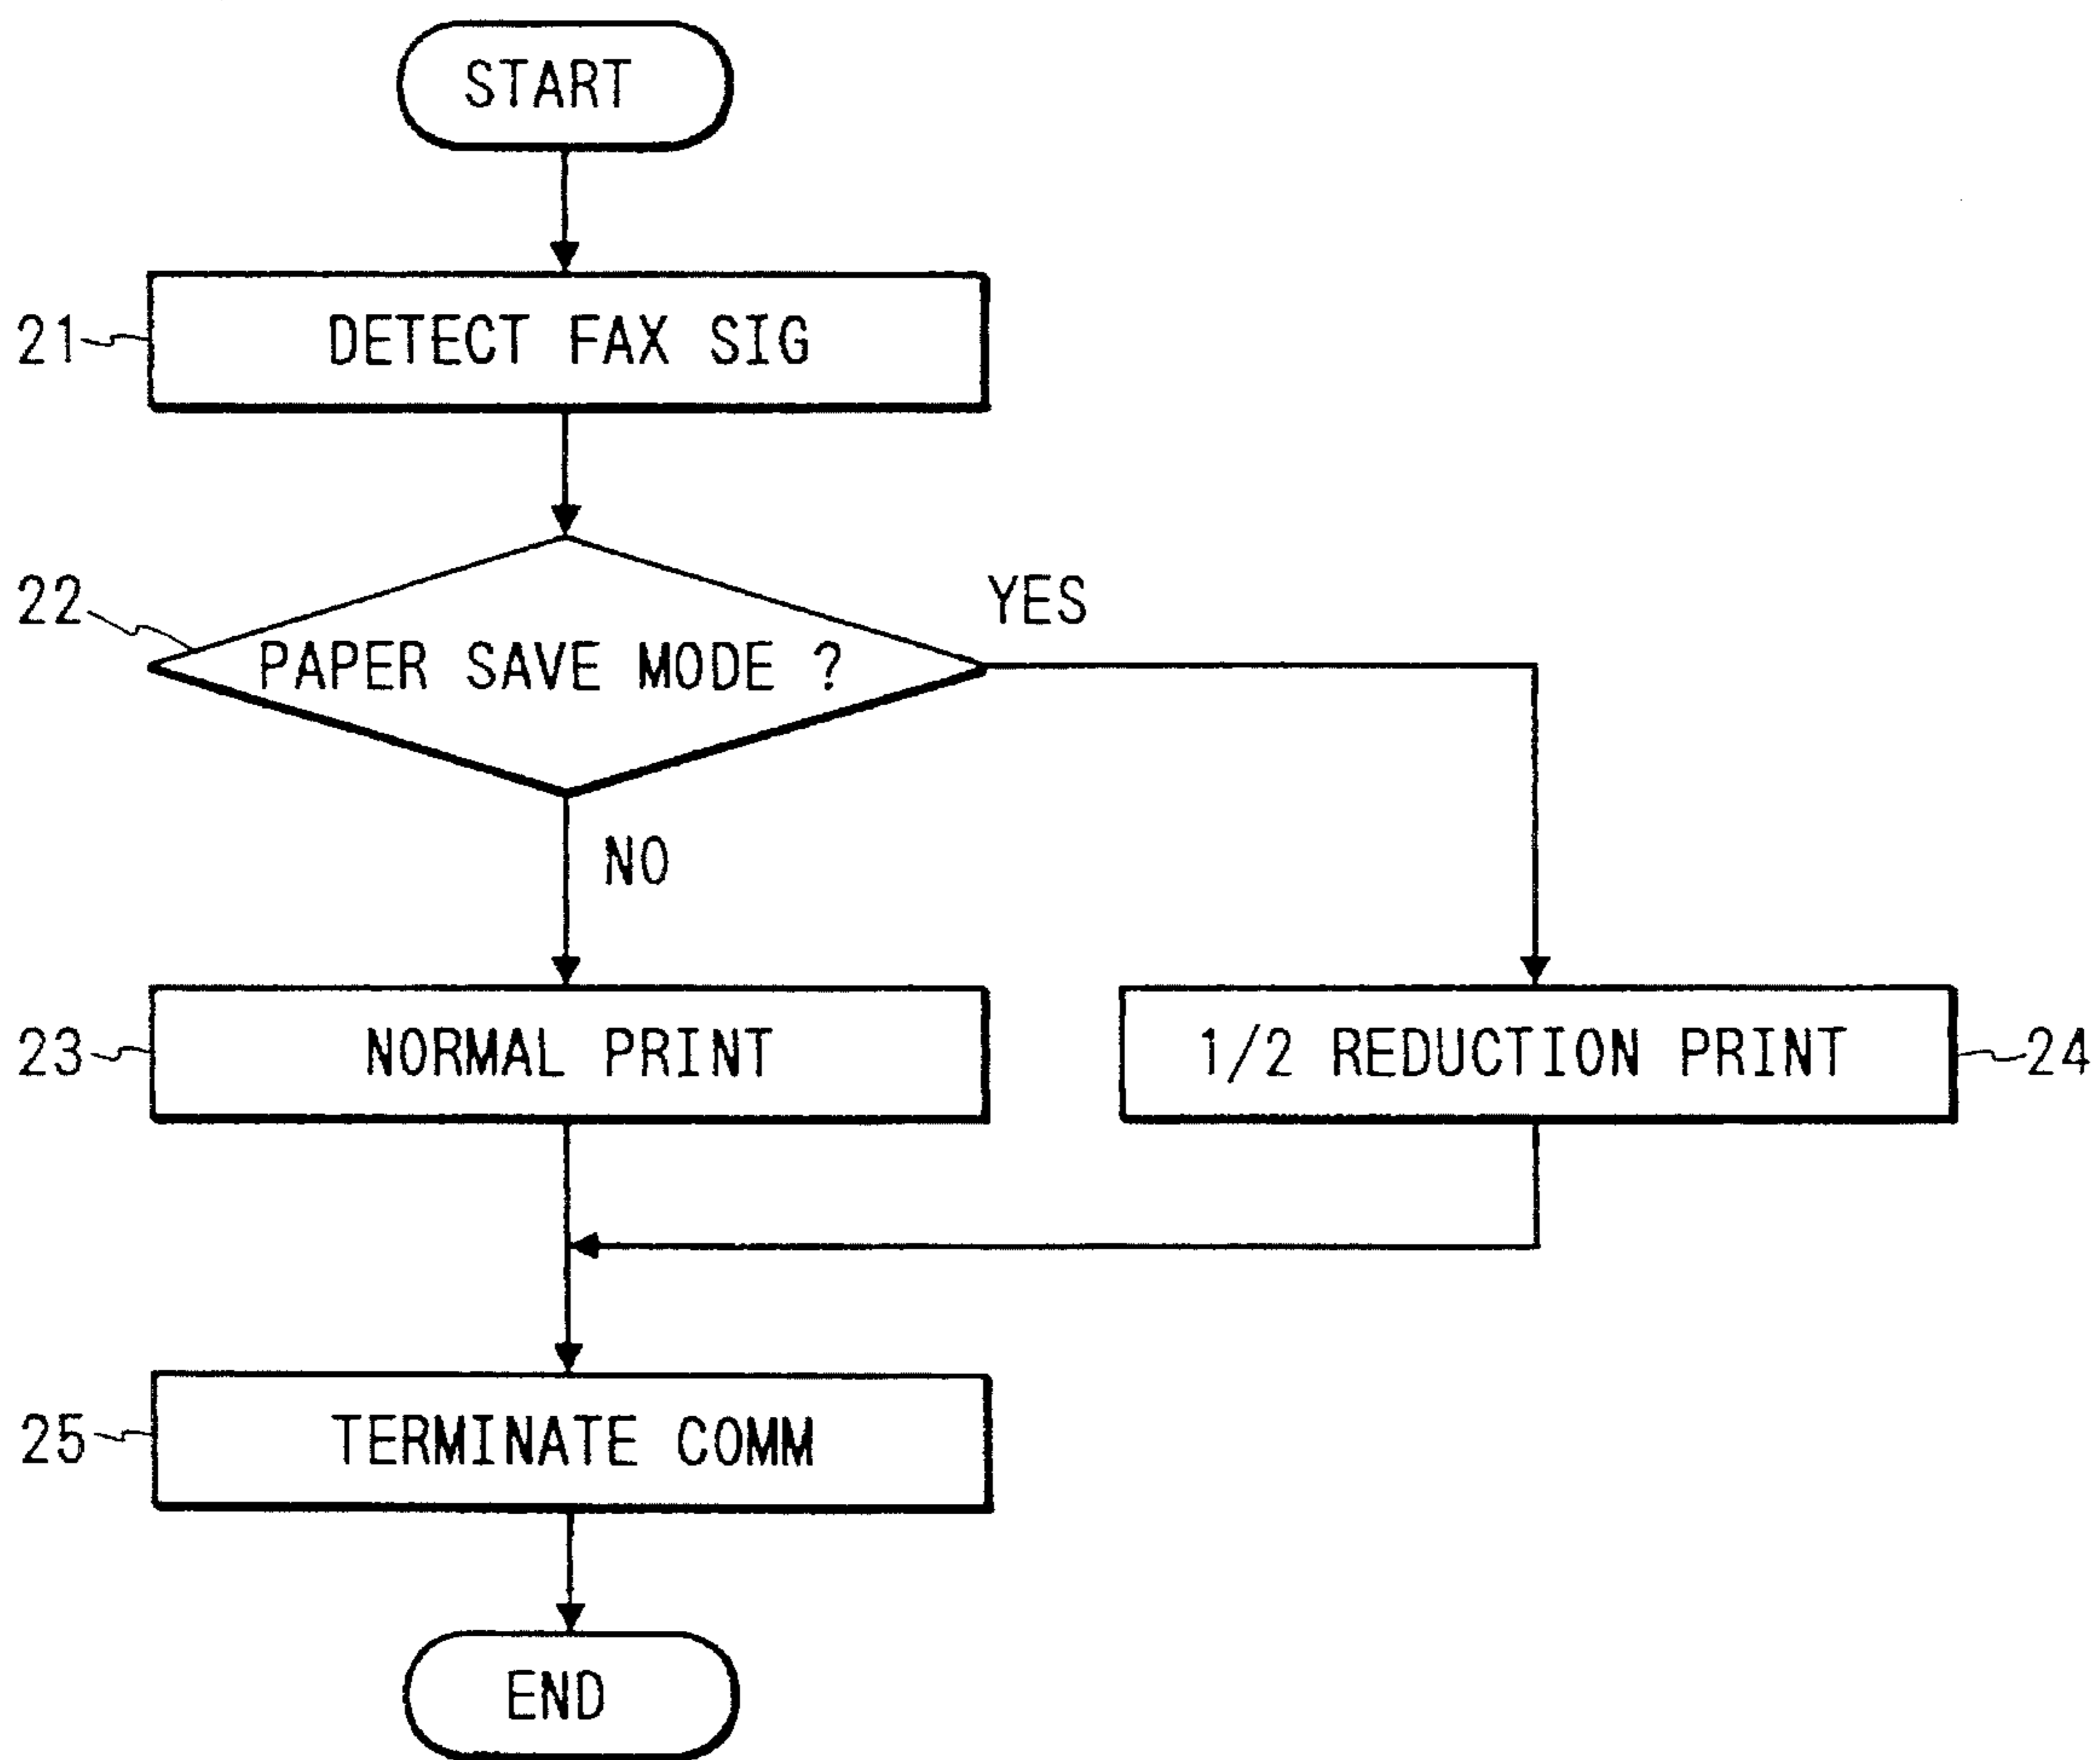 START
21
DETECT FAX SIG
22
PAPER SAVE MODE ?
YES
NO
23
NORMAL PRINT
1/2 REDUCTION PRINT
24
25
TERMINATE COMM
END